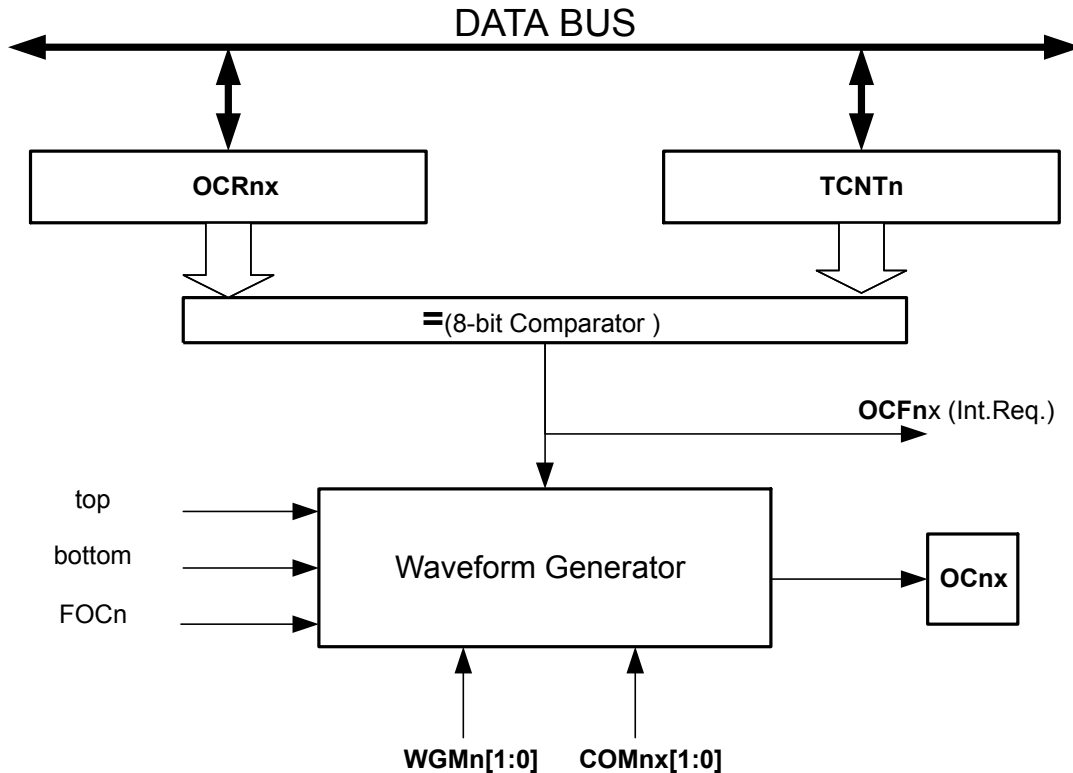 DATA BUS
OCRnx
TCNTn
=(8-bit Comparator )
OCFnx (Int.Req.)
top
bottom
FOCn
Waveform Generator
OCnx
WGMn[1:0]
COMnx[1:0]